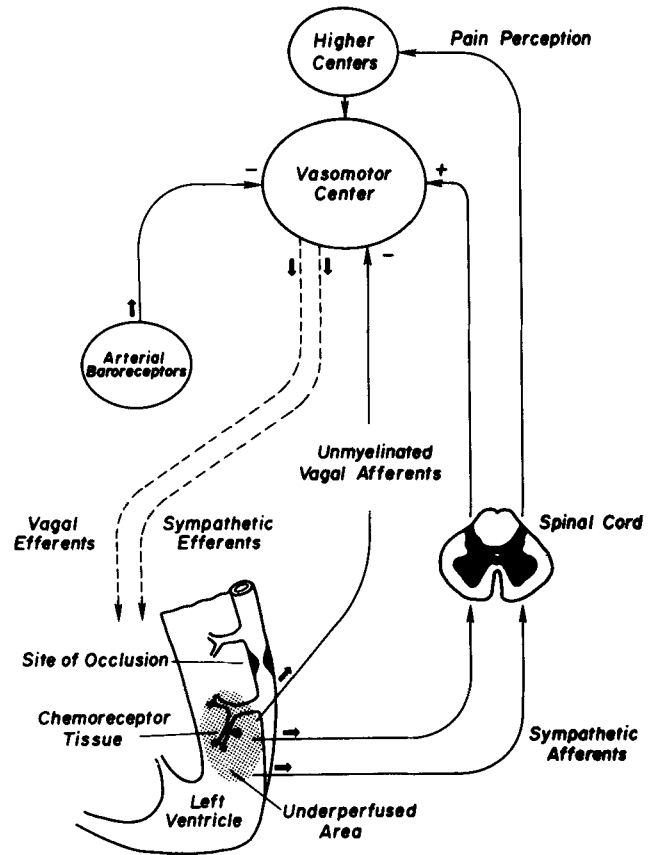 Higher
Centers
Pain Perception
Vasomotor
Center
-
+
-
Arterial
Baroreceptors
Unmyelinated
Vagal Afferents
Vagal
Efferents
Sympathetic
Efferents
Spinal Cord
Site of Occlusion
Chemoreceptor
Tissue
Sympathetic
Afferents
Left
Ventricle
Underperfused
Area